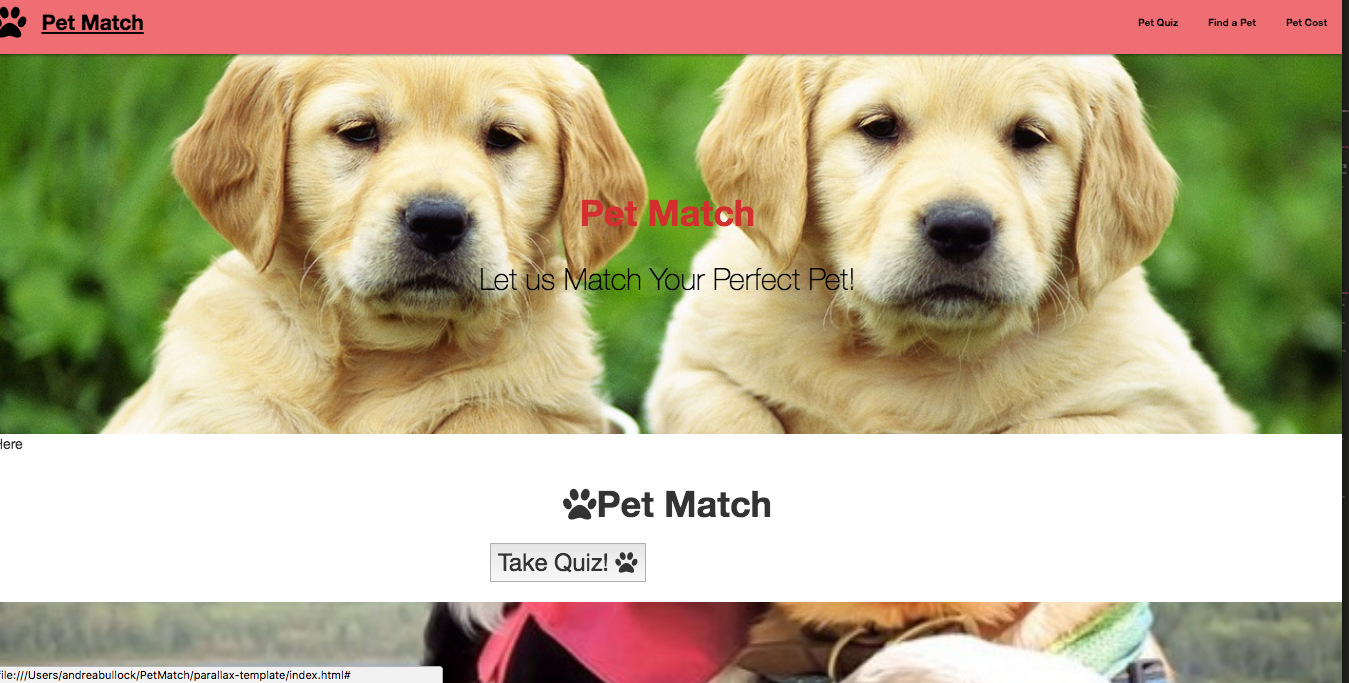 Pet Match
Pet Quiz Find a Pet Pet Cost
Pet Match
Let us Match Your Perfect Pet!
Here
Pet Match
Take Quiz!
file:///Users/andreabullock/PetMatch/parallax-template/index.html#